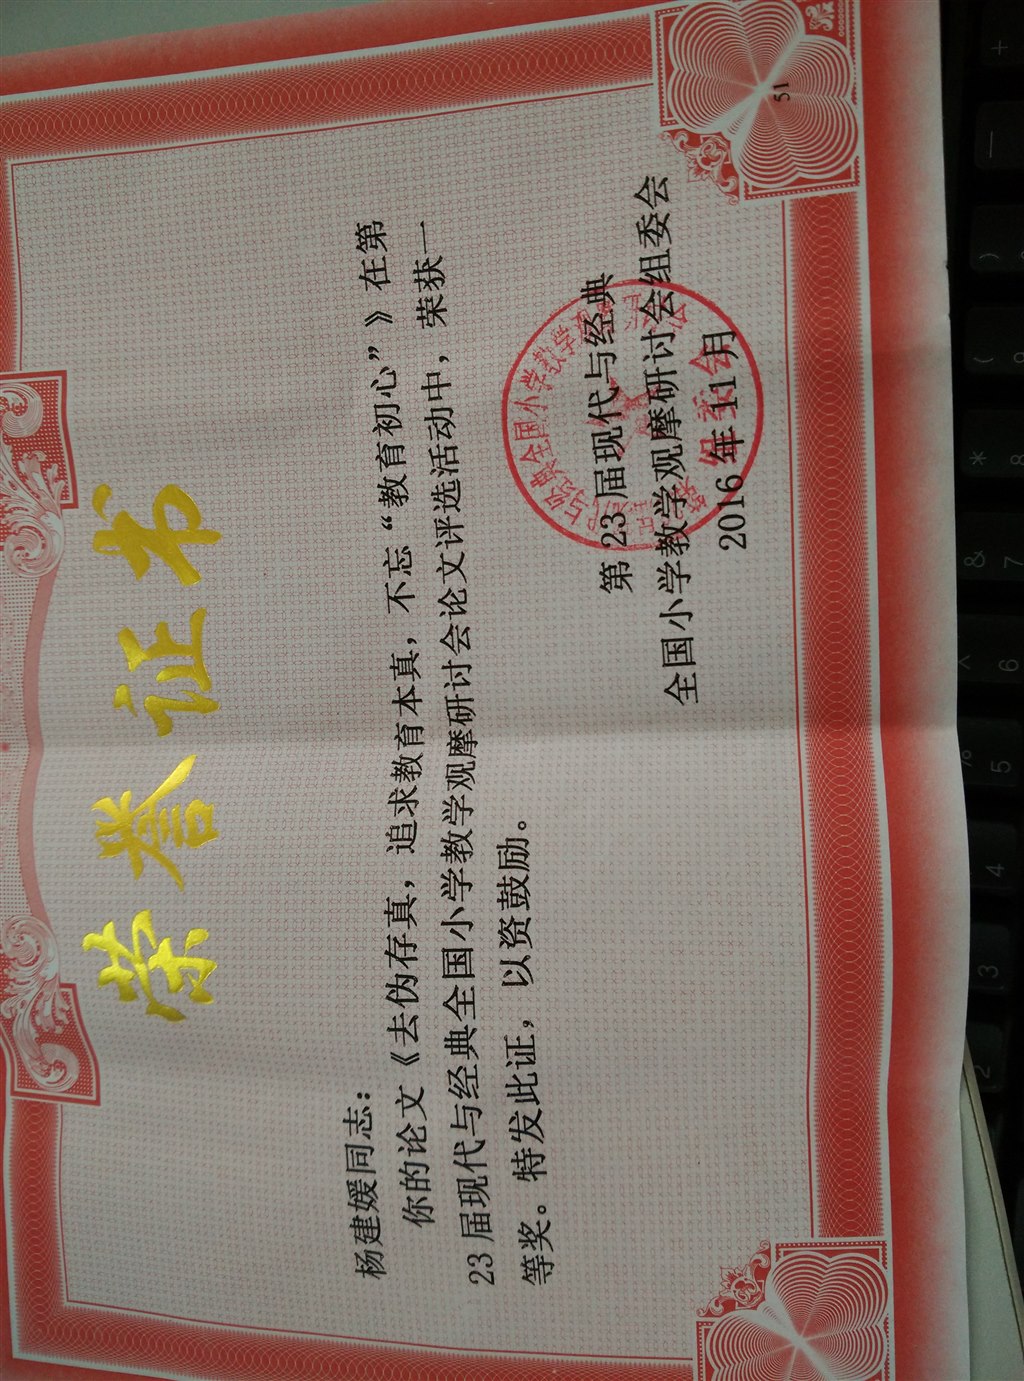 荣誉证书
杨建媛同志：
你的论文《去伪存真，追求教育本真，不忘“教育初心”》在第
23届现代与经典全国小学教学观摩研讨会论文评选活动中，荣获一
等奖。特发此证，以资鼓励。
第23届现代与经典
全国小学教学观摩研讨会组委会
2016年11月
51